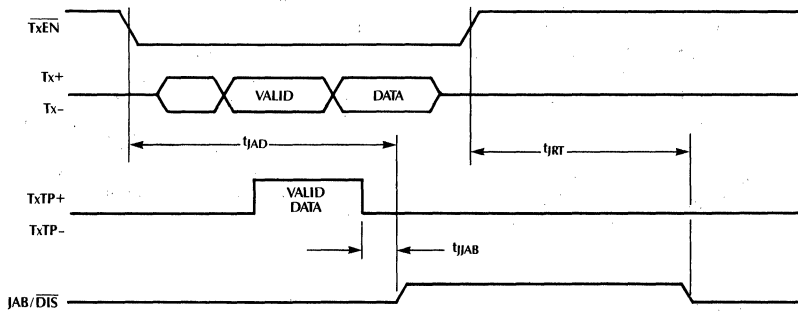 TxEN
Tx+
VALID DATA
Tx–
tJAD
tJRT
TxTP+
VALID
DATA
TxTP–
tJJAB
JAB/DIS